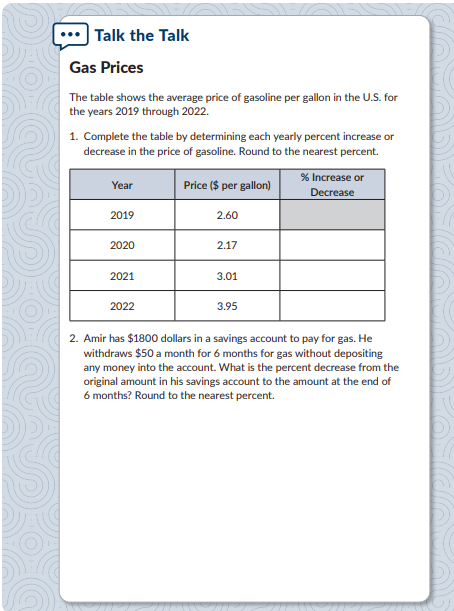 Talk the Talk
Gas Prices
The table shows the average price of gasoline per gallon in the U.S. for
the years 2019 through 2022.
1. Complete the table by determining each yearly percent increase or
decrease in the price of gasoline. Round to the nearest percent.
Year Price ($ per gallon) % Increase or
Decrease
2019 2.60
2020 2.17
2021 3.01
2022 3.95
2. Amir has $1800 dollars in a savings account to pay for gas. He
withdraws $50 a month for 6 months for gas without depositing
any money into the account. What is the percent decrease from the
original amount in his savings account to the amount at the end of
6 months? Round to the nearest percent.